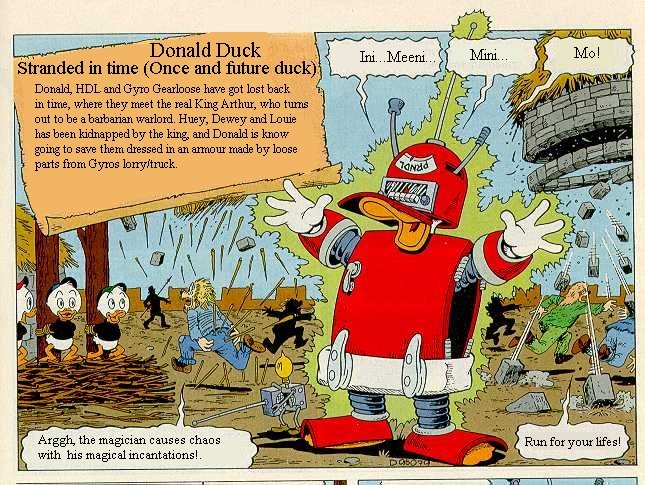 Donald Duck
Stranded in time (Once and future duck)
Donald, HDL and Gyro Gearloose have got lost back
in time, where they meet the real King Arthur, who turns
out to be a barbarian warlord. Huey, Dewey and Louie
has been kidnapped by the king, and Donald is know
going to save them dressed in an armour made by loose
parts from Gyros lorry/truck.
Ini...Meeni...
Mini...
Mo!
PRNDL
Arggh, the magician causes chaos
with his magical incantations!.
Run for your lifes!